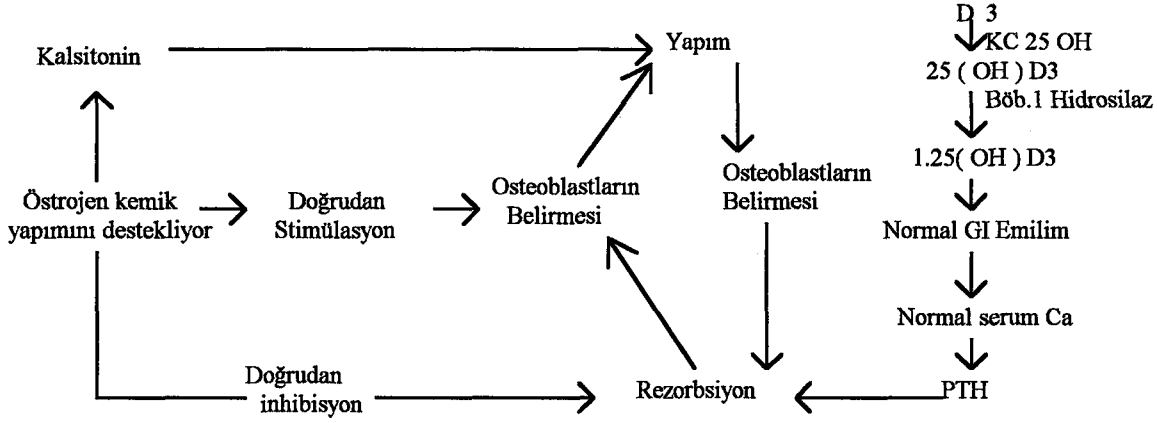 Kalsitonin
Yapım
D 3
KC 25 OH
25 ( OH ) D3
Böb.1 Hidrosilaz
1.25( OH ) D3
Östrojen kemik
yapımını destekliyor
Doğrudan
Stimülasyon
Osteoblastların
Belirmesi
Osteoblastların
Belirmesi
Normal GI Emilim
Normal serum Ca
Doğrudan
inhibisyon
Rezorbsiyon
PTH